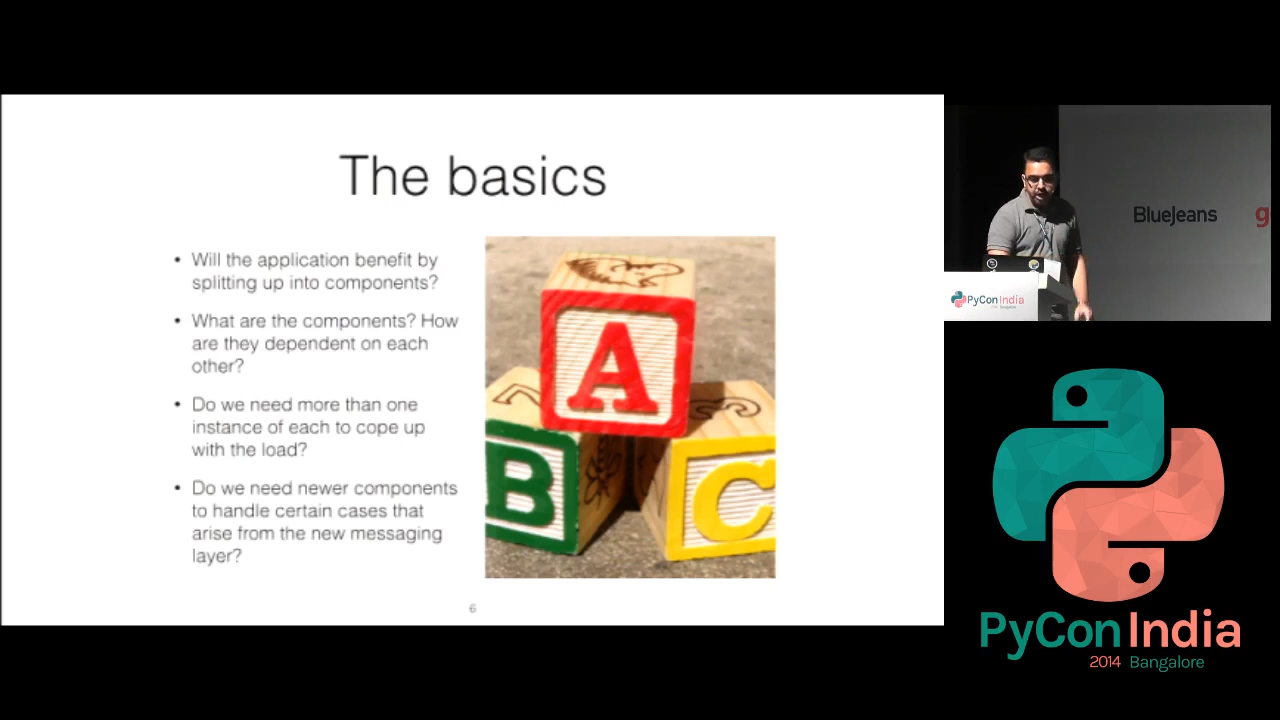 The basics
• Will the application benefit by
splitting up into components?
• What are the components? How
are they dependent on each
other?
• Do we need more than one
instance of each to cope up
with the load?
• Do we need newer components
to handle certain cases that
arise from the new messaging
layer?
A
B
C
6
BlueJeans
g
PyCon India
PyCon India
2014 Bangalore